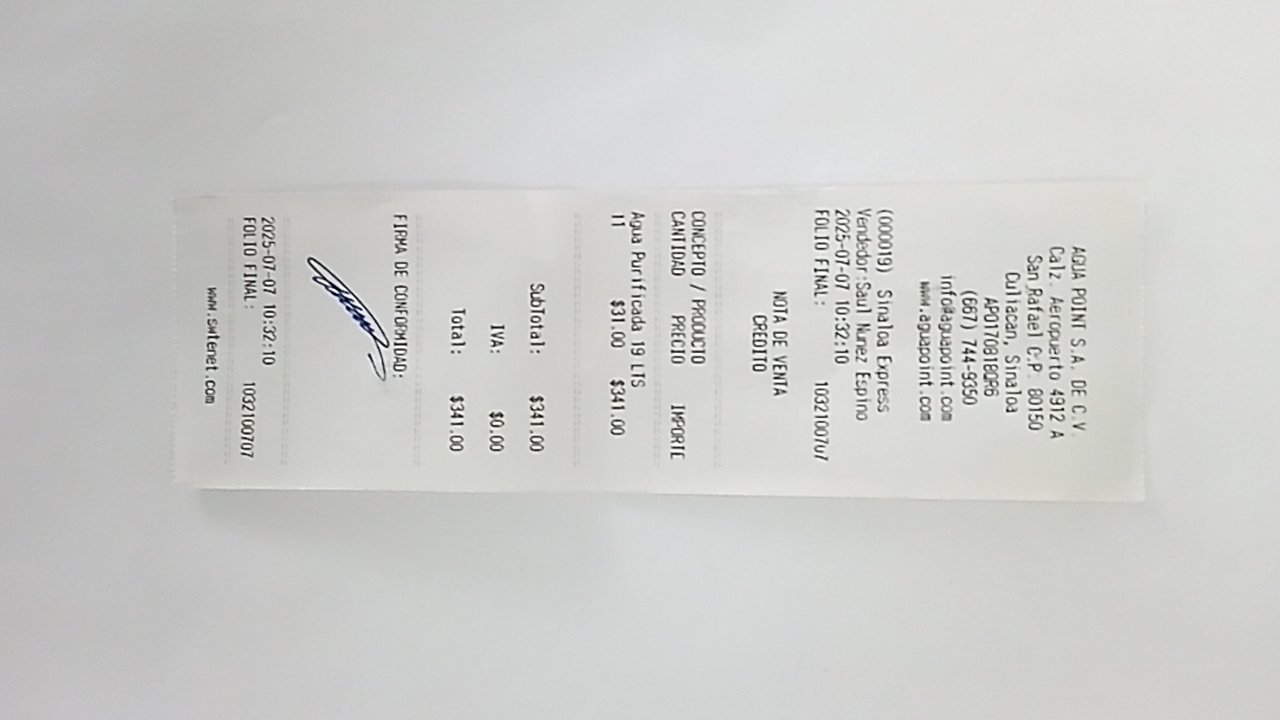 AGUA POINT S.A. DE C.V.
Calz. Aeropuerto 4912 A
San Rafael C.P. 80150
Culiacan, Sinaloa
APO170818QR6
(667) 744-9350
info@aguapoint.com
www.aguapoint.com
(000019) Sinaloa Express
Vendedor:Saul Nunez Espino
2025-07-07 10:32:10
FOLIO FINAL: 1032100707
NOTA DE VENTA
CREDITO
CONCEPTO / PRODUCTO
CANTIDAD PRECIO IMPORTE
Agua Purificada 19 LTS
11 $31.00 $341.00
SubTotal: $341.00
IVA: $0.00
Total: $341.00
FIRMA DE CONFORMIDAD:
2025-07-07 10:32:10
FOLIO FINAL: 1032100707
www.swtenet.com